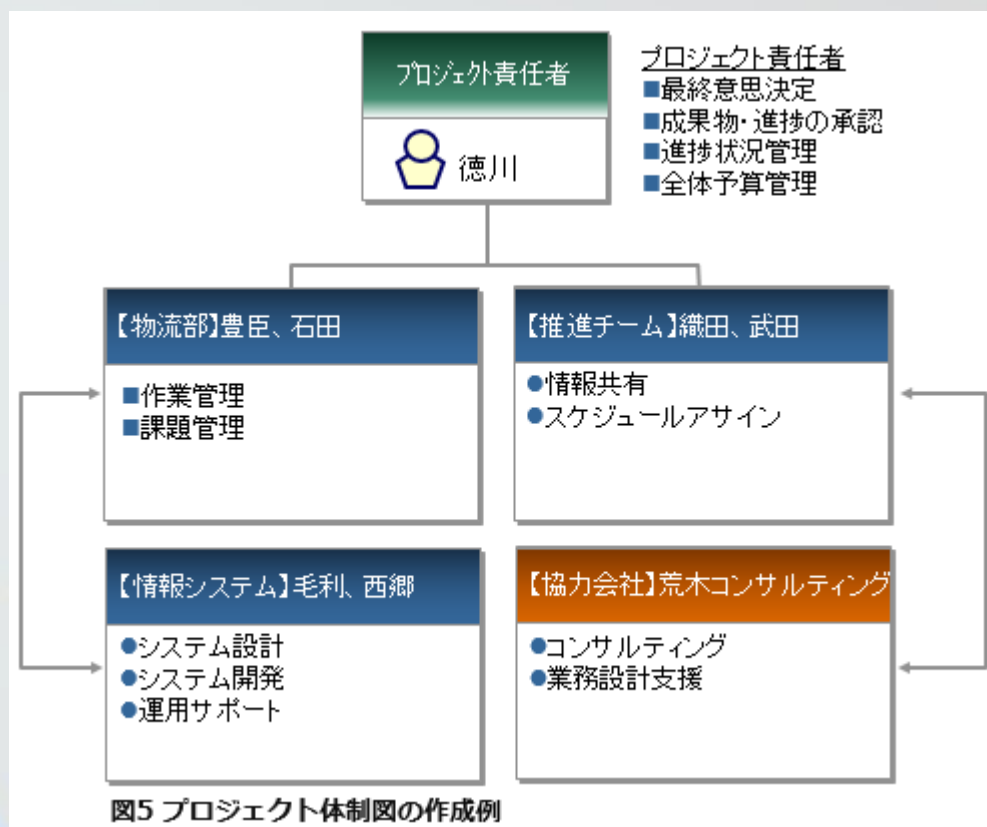 プロジェクト責任者
徳川
プロジェクト責任者
■最終意思決定
■成果物・進捗の承認
■進捗状況管理
■全体予算管理
【物流部】豊臣、石田
■作業管理
■課題管理
【推進チーム】織田、武田
●情報共有
●スケジュールアサイン
【情報システム】毛利、西郷
●システム設計
●システム開発
●運用サポート
【協力会社】荒木コンサルティング
●コンサルティング
●業務設計支援
図5 プロジェクト体制図の作成例